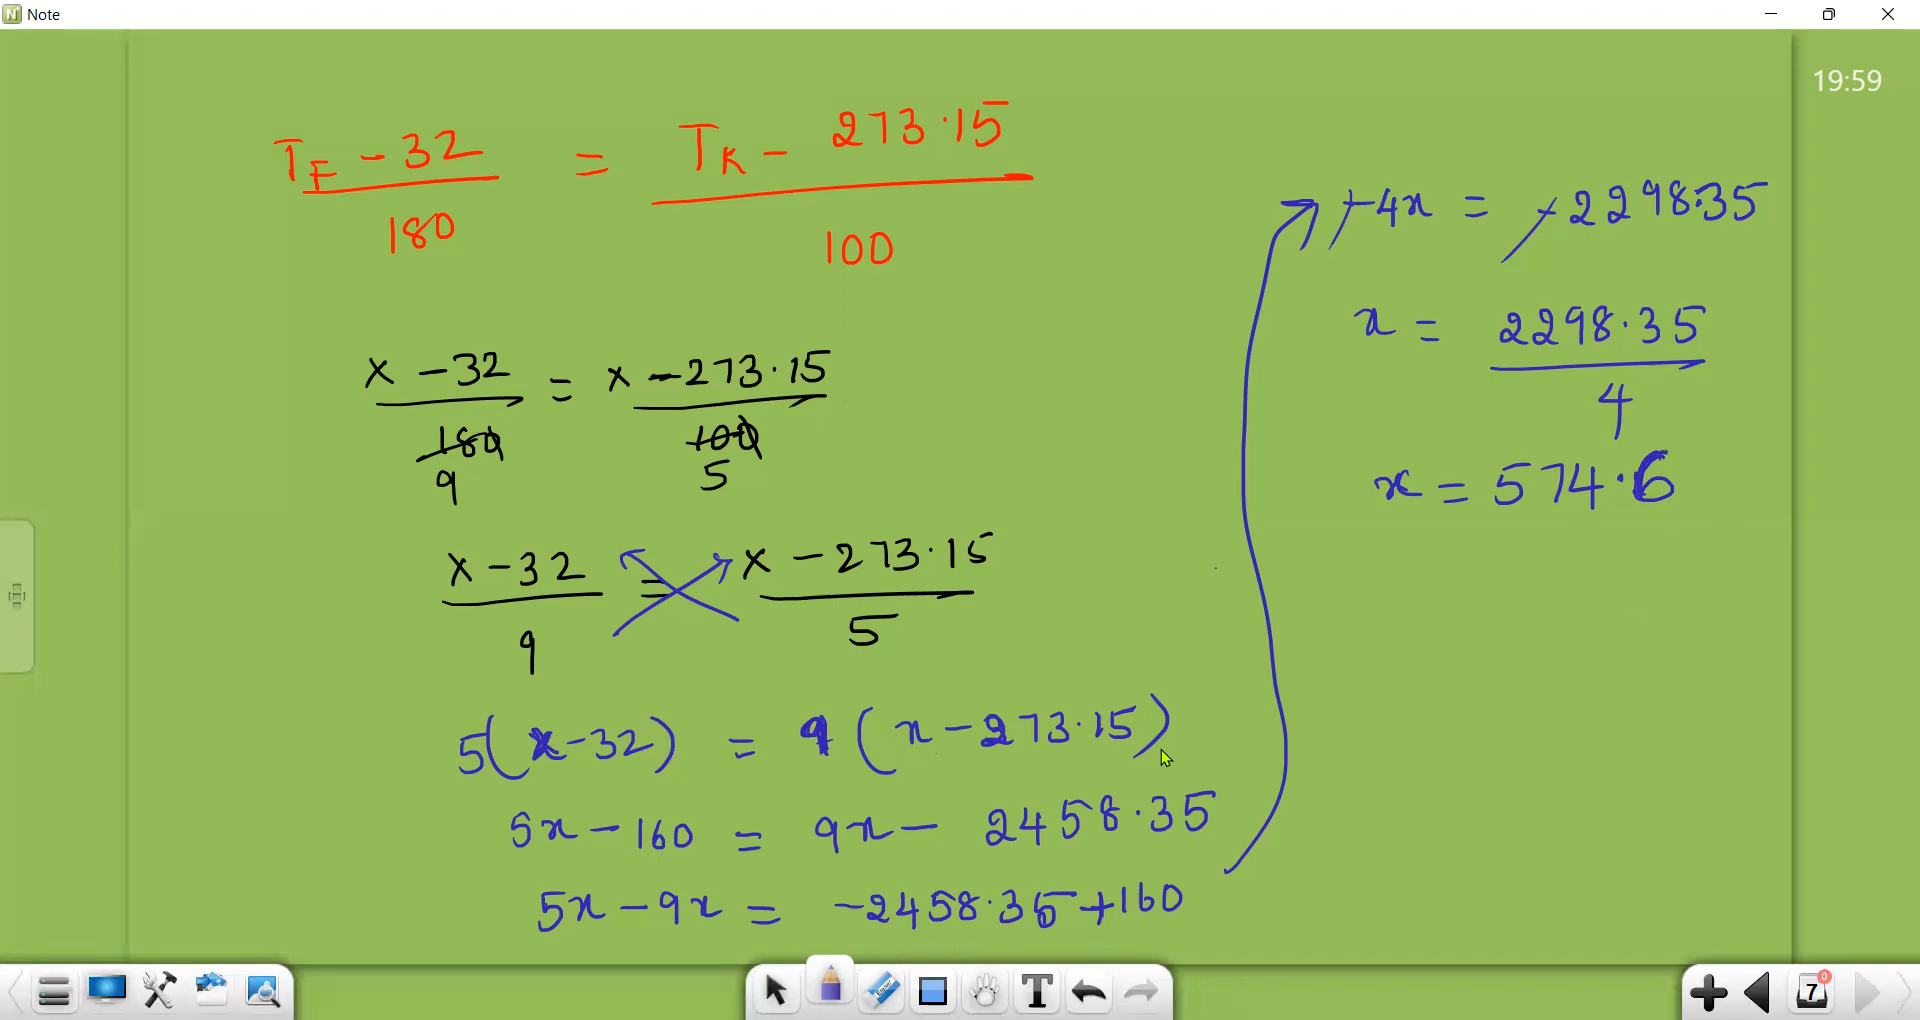 Note
19:59
T_F - 32 / 180 = T_K - 273.15 / 100
x - 32 / 180 = x - 273.15 / 100
9 5
x - 32 / 9 = x - 273.15 / 5
5(x - 32) = 9(x - 273.15)
5x - 160 = 9x - 2458.35
5x - 9x = -2458.35 + 160
-4x = -2298.35
x = 2298.35 / 4
x = 574.6
T
7
0